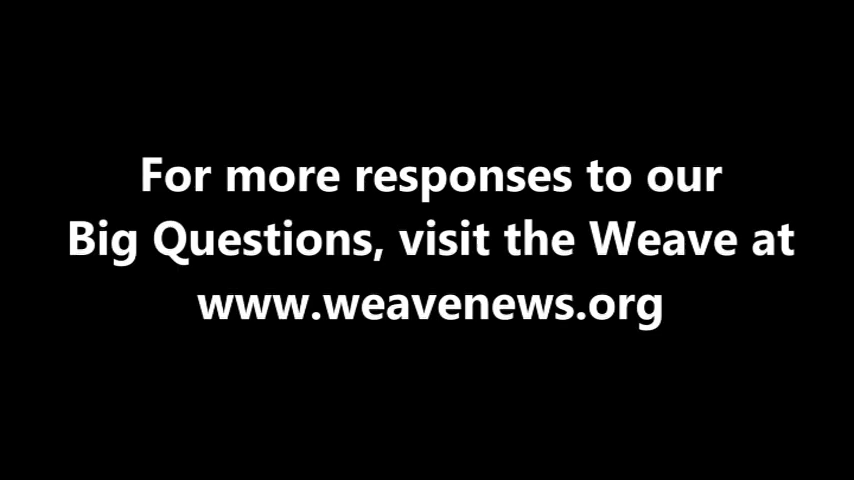 For more responses to our
Big Questions, visit the Weave at
www.weavenews.org